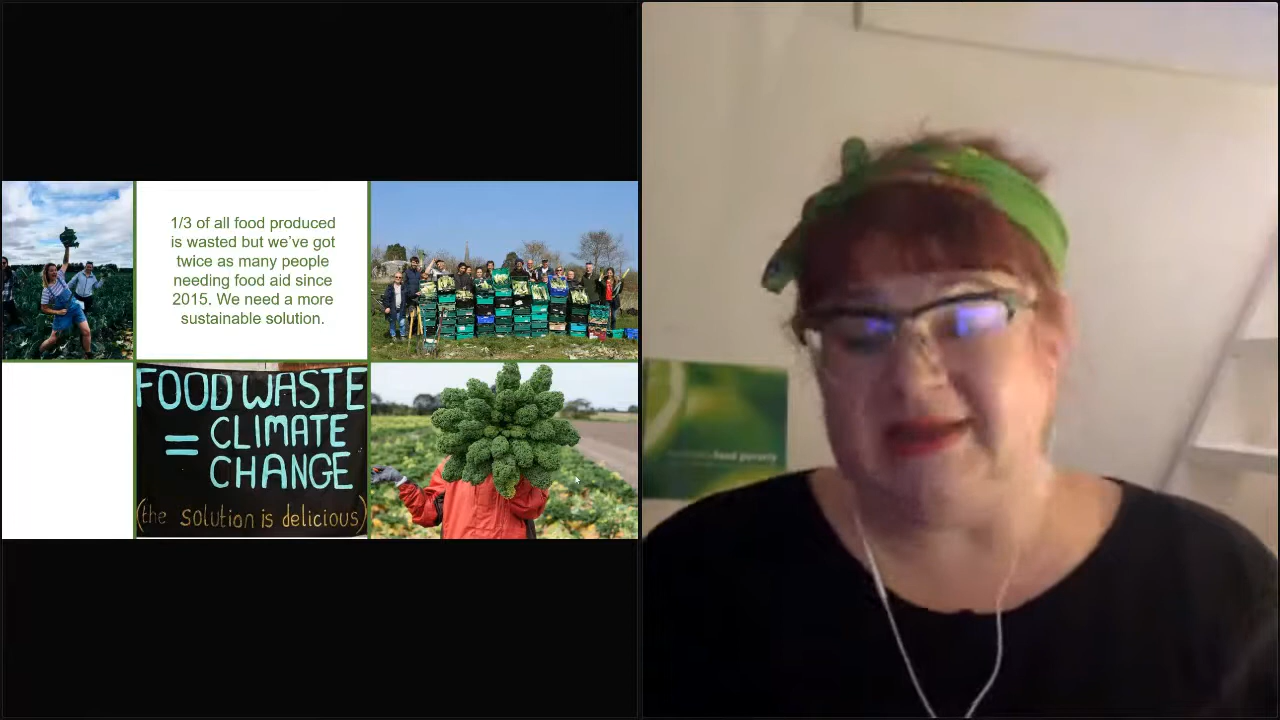 1/3 of all food produced
is wasted but we've got
twice as many people
needing food aid since
2015. We need a more
sustainable solution.
FOOD WASTE
= CLIMATE
CHANGE
(the solution is delicious)
food poverty